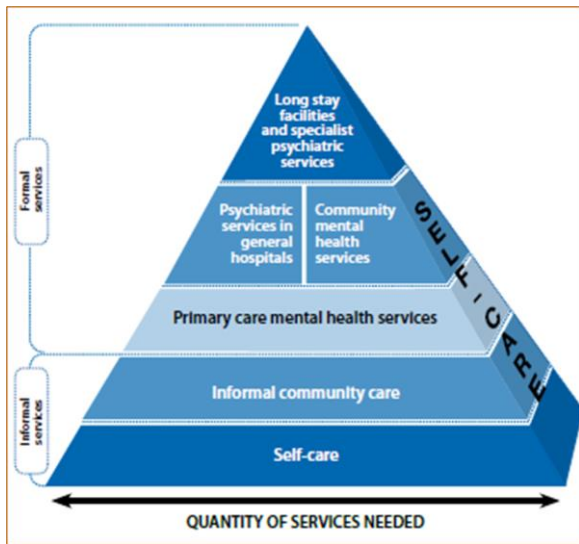 Long stay
facilities
and specialist
psychiatric
services
Formal
services
Psychiatric
services in
general
hospitals
Community
mental
health
services
SELF-CARE
Primary care mental health services
Informal
services
Informal community care
Self-care
QUANTITY OF SERVICES NEEDED